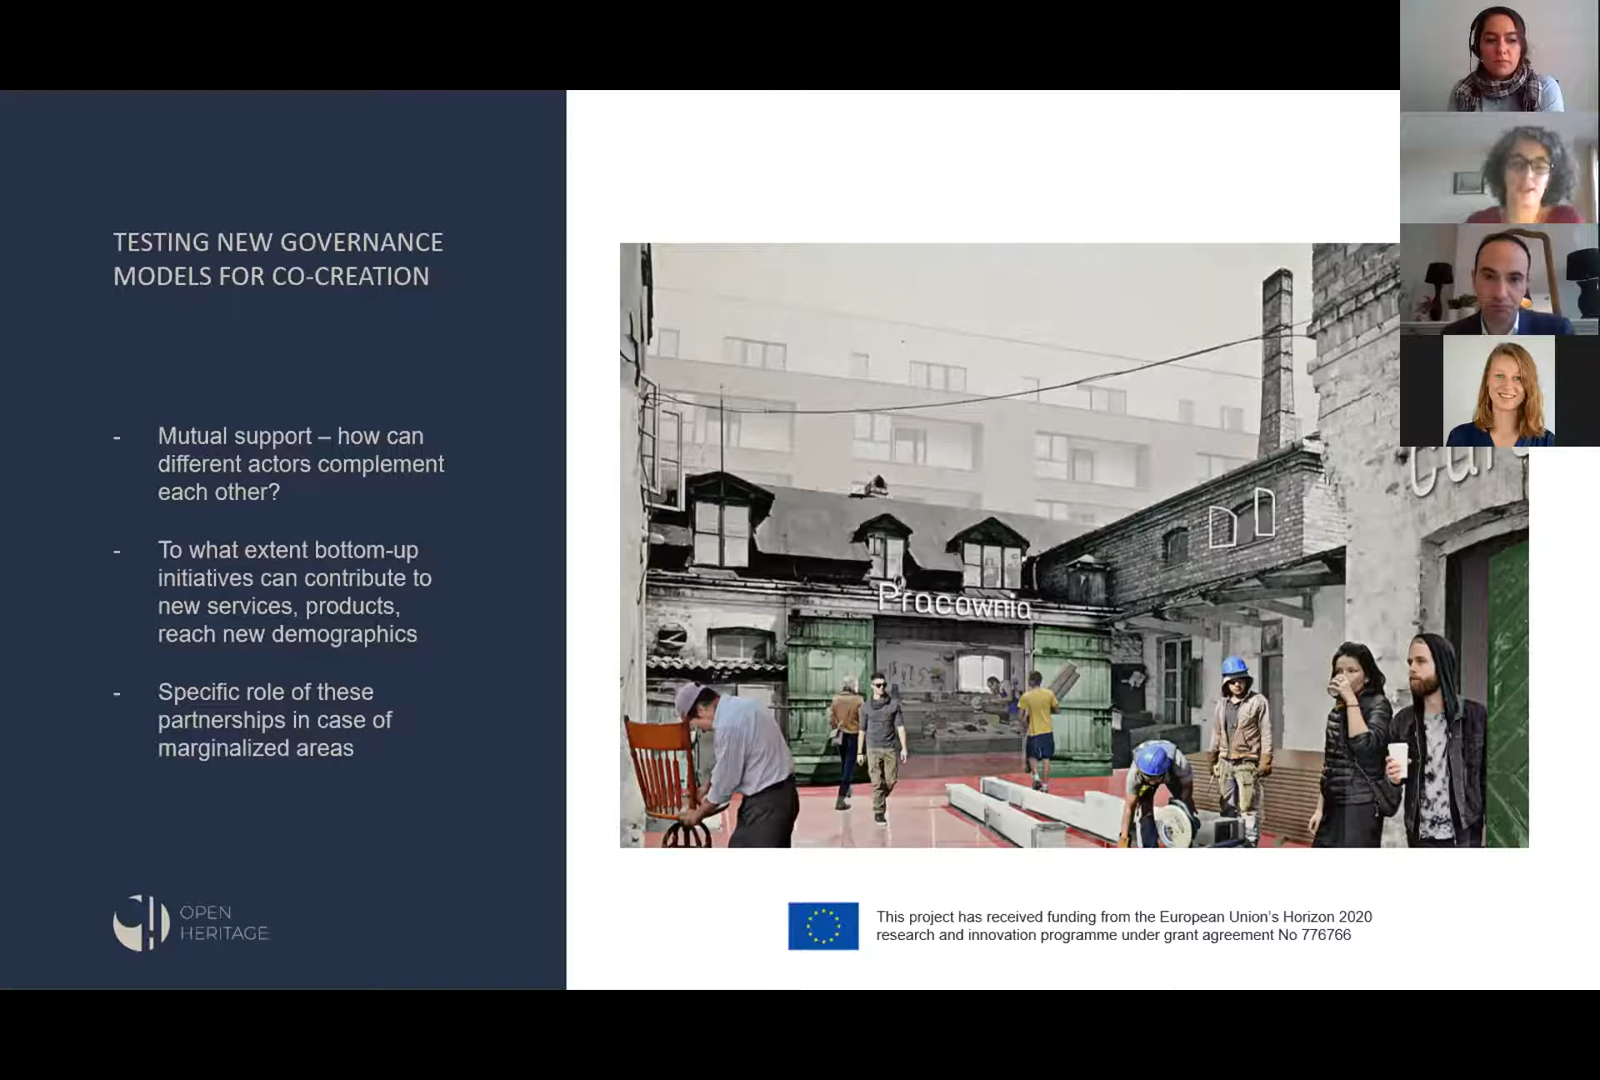 TESTING NEW GOVERNANCE
MODELS FOR CO-CREATION
- Mutual support – how can
different actors complement
each other?
- To what extent bottom-up
initiatives can contribute to
new services, products,
reach new demographics
- Specific role of these
partnerships in case of
marginalized areas
OPEN
HERITAGE
Pracownia
This project has received funding from the European Union's Horizon 2020
research and innovation programme under grant agreement No 776766